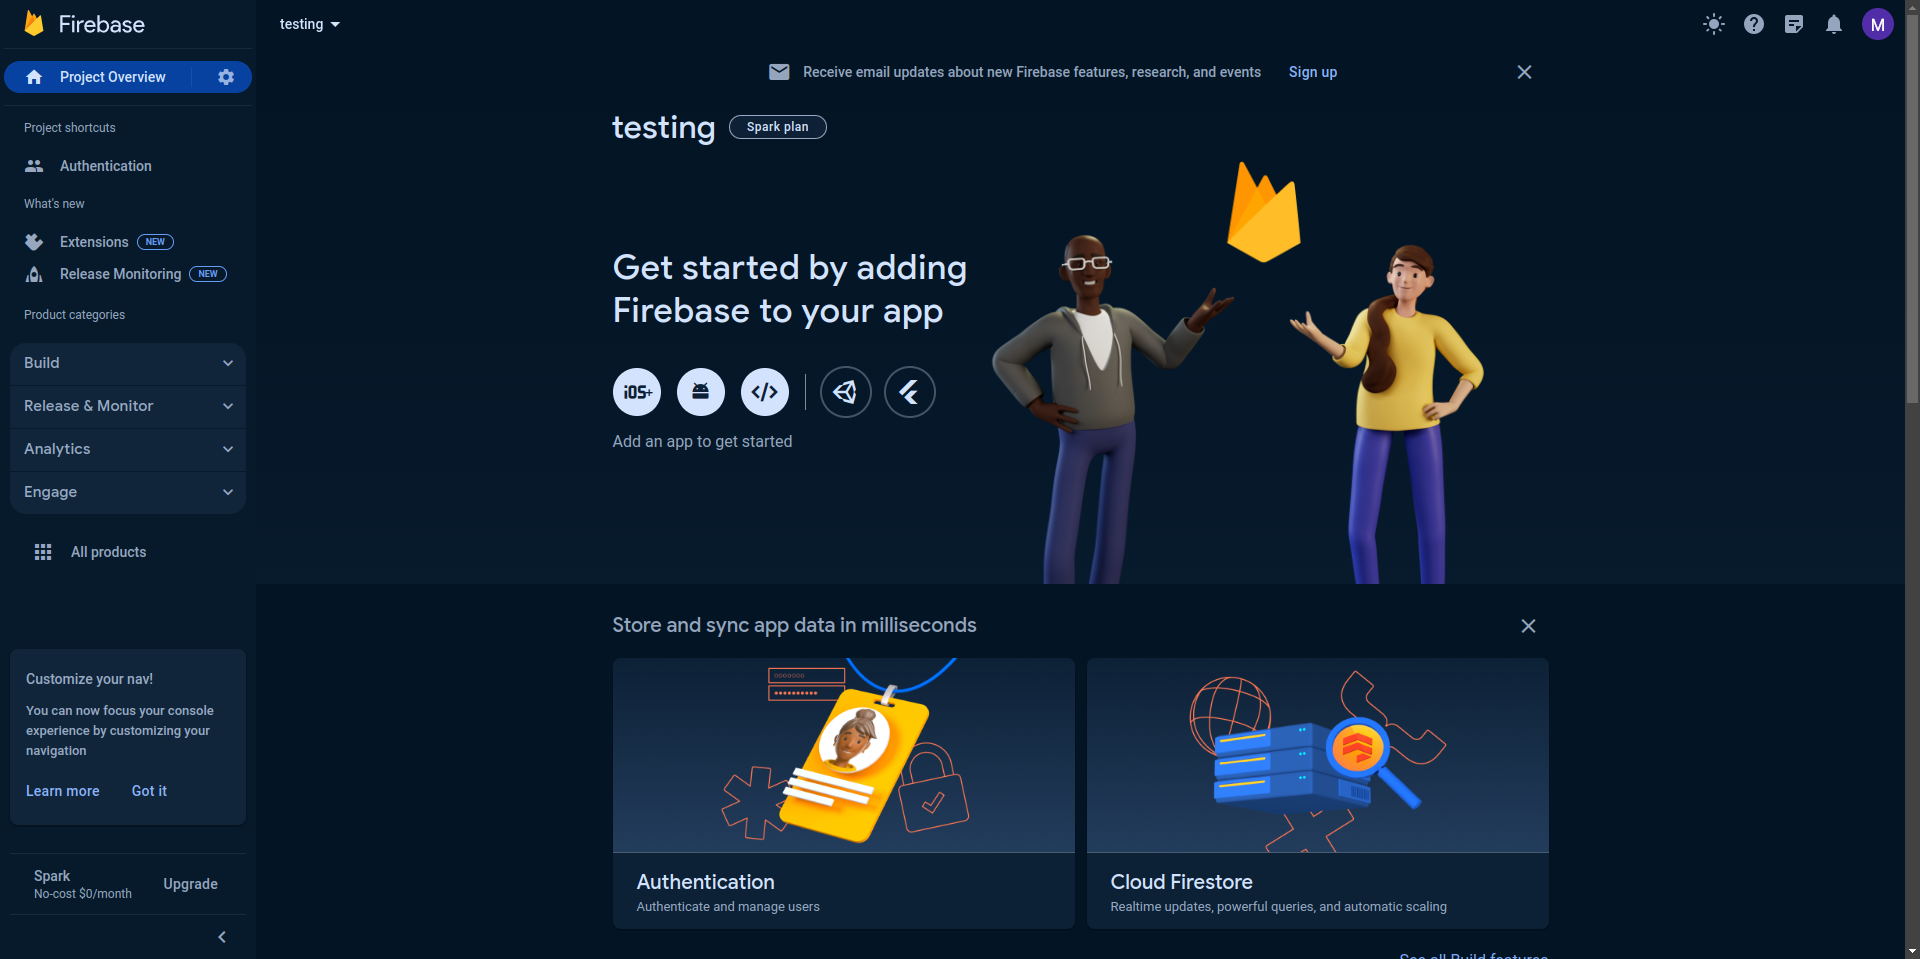 Firebase
testing
M
Project Overview
Receive email updates about new Firebase features, research, and events Sign up
testing Spark plan
Project shortcuts
Authentication
What's new
Extensions NEW
Release Monitoring NEW
Product categories
Build
Release & Monitor
Analytics
Engage
All products
Get started by adding
Firebase to your app
iOS+
</>
Add an app to get started
Customize your nav!
You can now focus your console
experience by customizing your
navigation
Learn more Got it
Spark
No-cost $0/month
Upgrade
Store and sync app data in milliseconds
Authentication
Authenticate and manage users
Cloud Firestore
Realtime updates, powerful queries, and automatic scaling
See all Build features